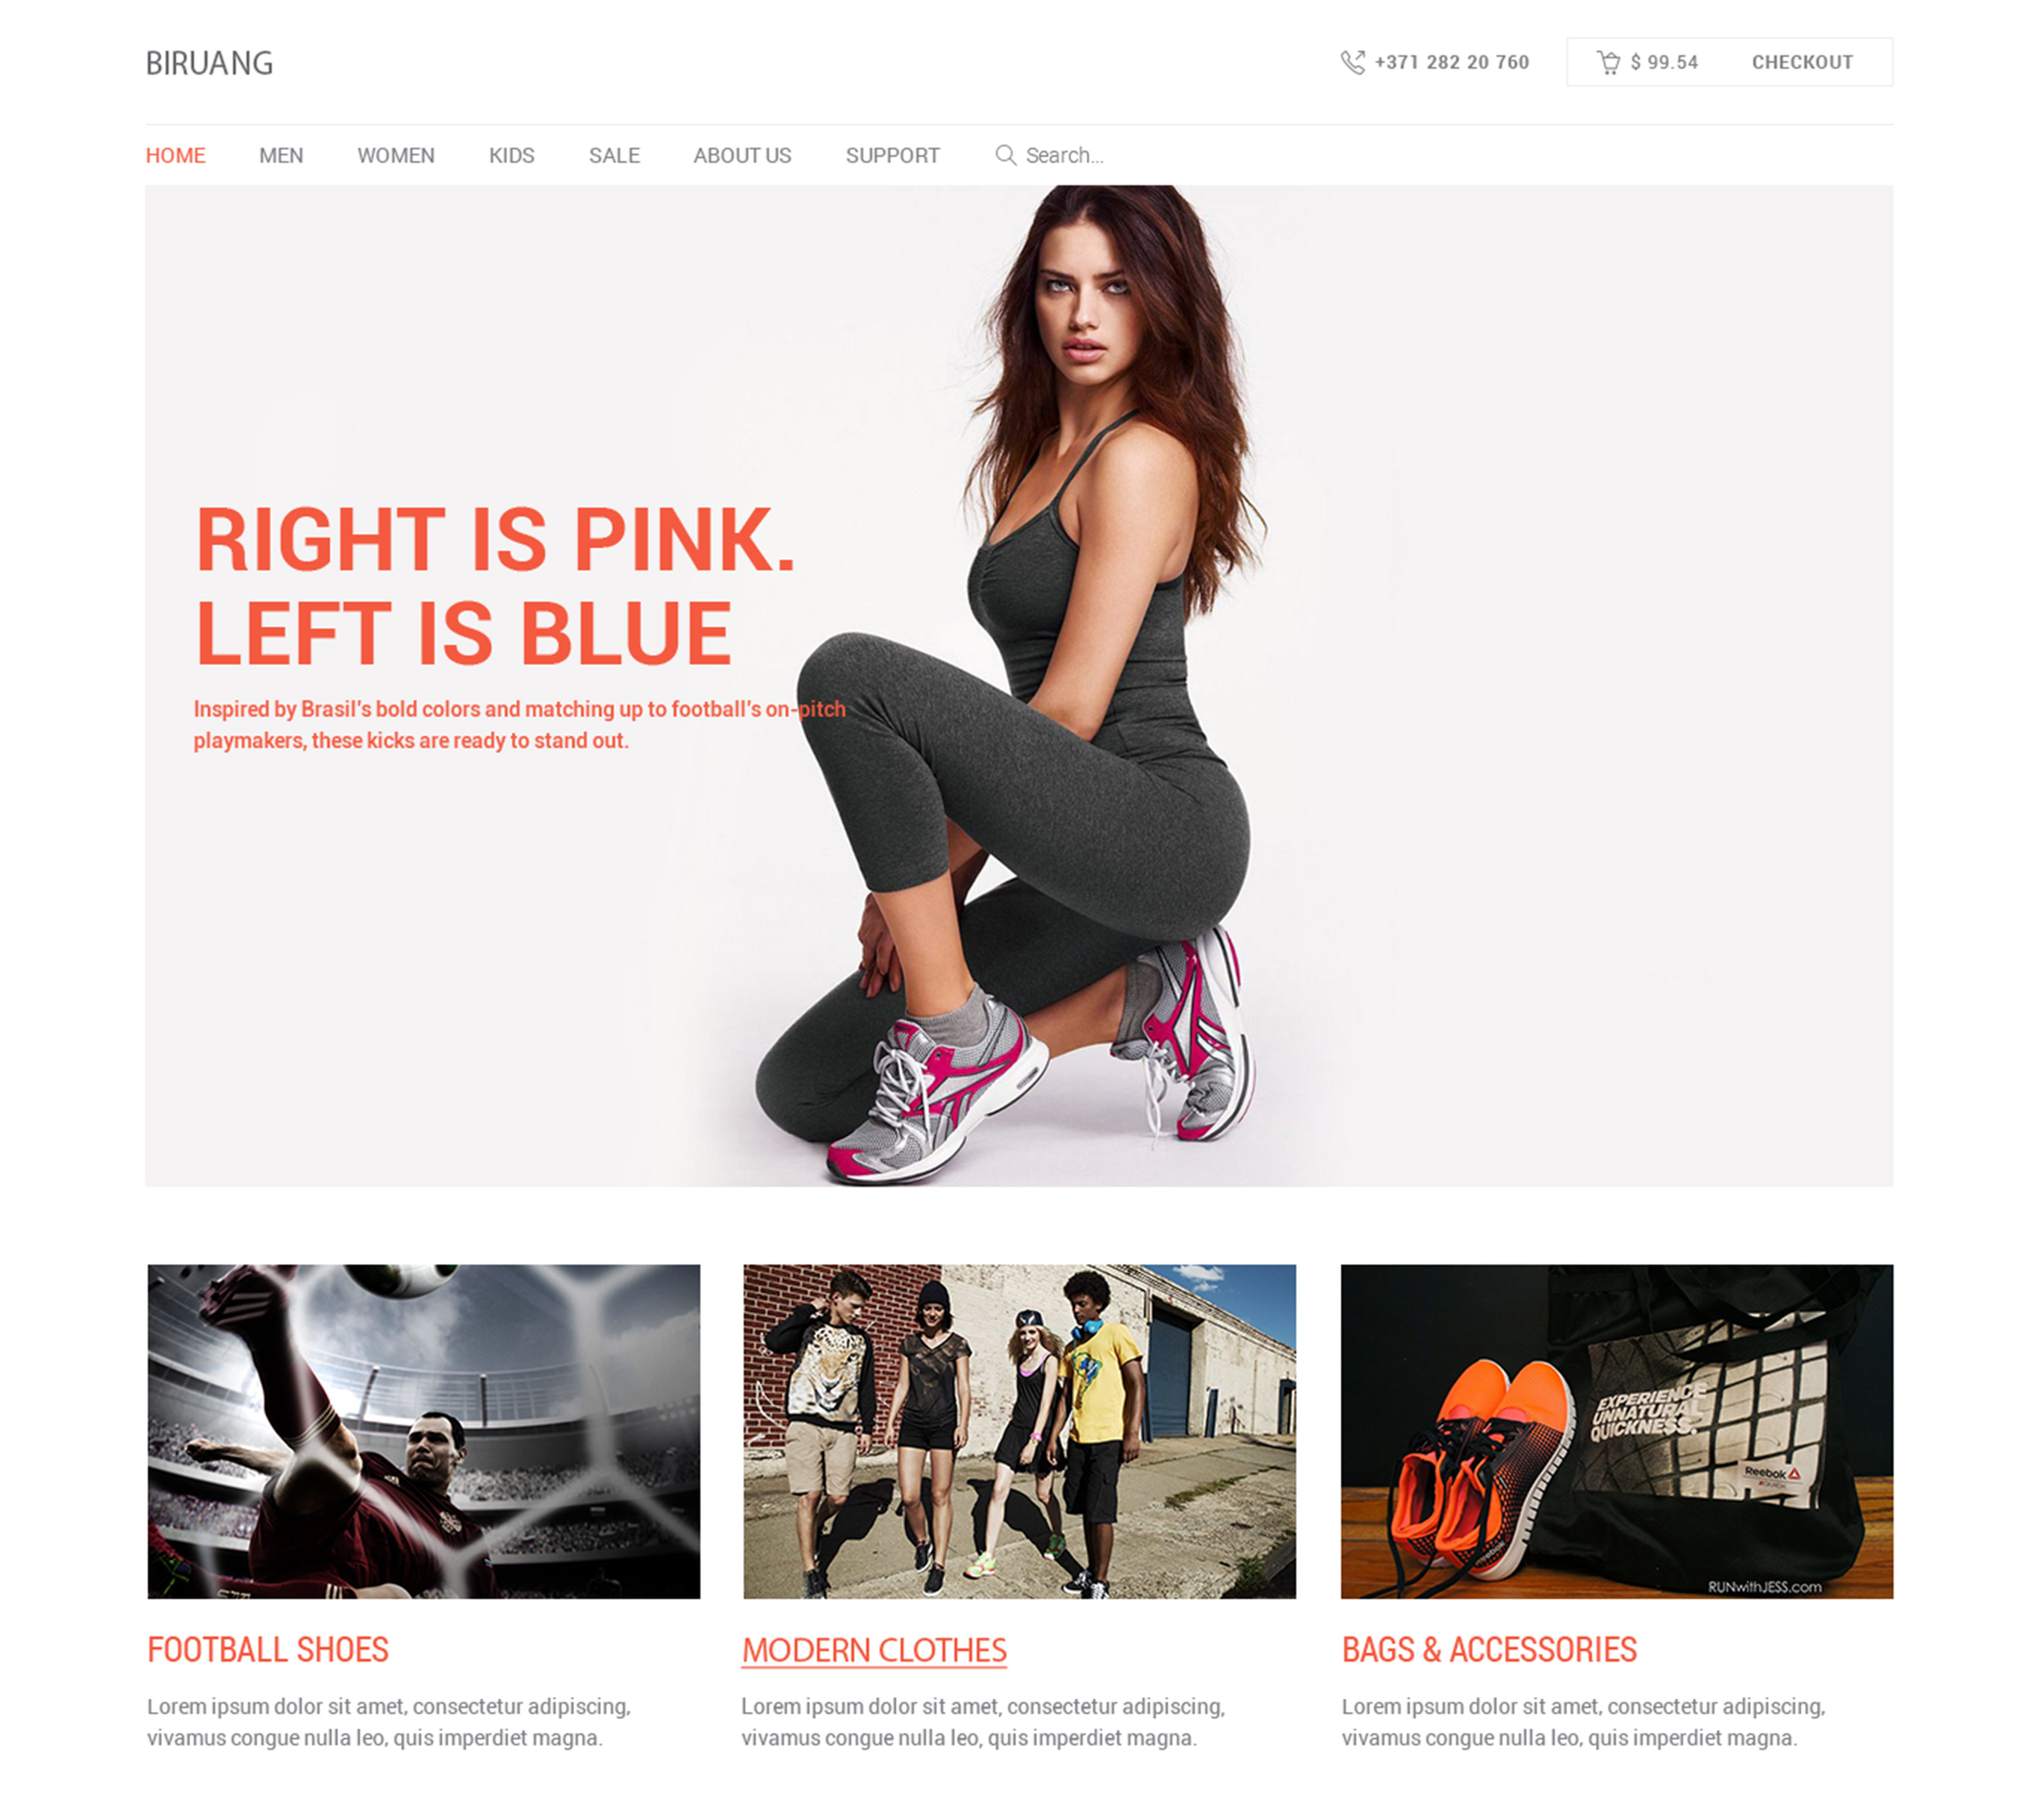 BIRUANG
+371 282 20 760
$ 99.54
CHECKOUT
HOME MEN WOMEN KIDS SALE ABOUT US SUPPORT Search...
RIGHT IS PINK.
LEFT IS BLUE
Inspired by Brasil's bold colors and matching up to football's on-pitch
playmakers, these kicks are ready to stand out.
EXPERIENCE
UNNATURAL
QUICKNESS.
Reebok
Reebok
RUNwithJESS.com
FOOTBALL SHOES
Lorem ipsum dolor sit amet, consectetur adipiscing,
vivamus congue nulla leo, quis imperdiet magna.
MODERN CLOTHES
Lorem ipsum dolor sit amet, consectetur adipiscing,
vivamus congue nulla leo, quis imperdiet magna.
BAGS & ACCESSORIES
Lorem ipsum dolor sit amet, consectetur adipiscing,
vivamus congue nulla leo, quis imperdiet magna.